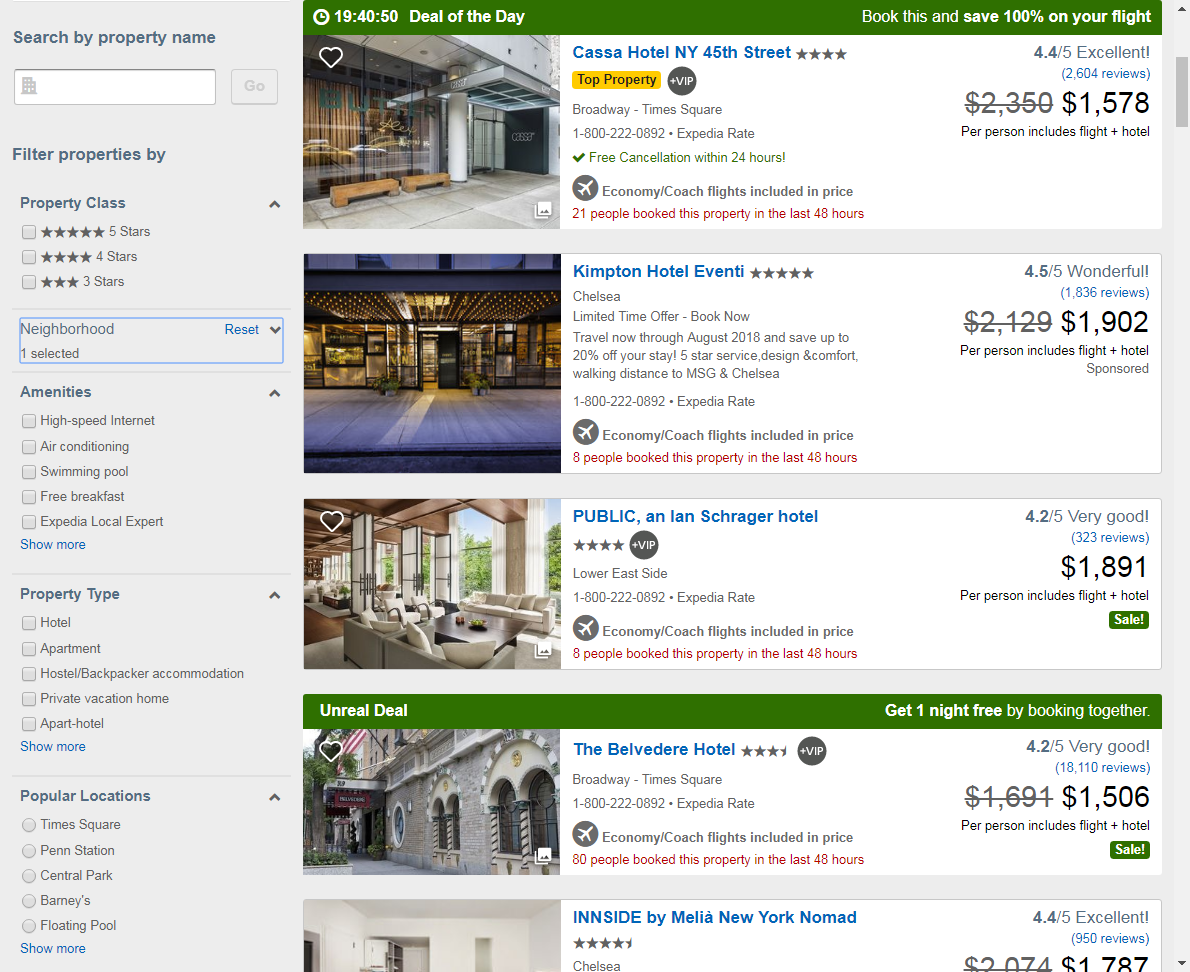 Search by property name
Go
Filter properties by
Property Class
5 Stars
4 Stars
3 Stars
Neighborhood
Reset
1 selected
Amenities
High-speed Internet
Air conditioning
Swimming pool
Free breakfast
Expedia Local Expert
Show more
Property Type
Hotel
Apartment
Hostel/Backpacker accommodation
Private vacation home
Apart-hotel
Show more
Popular Locations
Times Square
Penn Station
Central Park
Barney's
Floating Pool
Show more
19:40:50 Deal of the Day
Book this and save 100% on your flight
Cassa Hotel NY 45th Street
Top Property +VIP
Broadway - Times Square
1-800-222-0892 • Expedia Rate
Free Cancellation within 24 hours!
Economy/Coach flights included in price
21 people booked this property in the last 48 hours
4.4/5 Excellent!
(2,604 reviews)
$2,350 $1,578
Per person includes flight + hotel
cassa
Kimpton Hotel Eventi
Chelsea
Limited Time Offer - Book Now
Travel now through August 2018 and save up to
20% off your stay! 5 star service,design &comfort,
walking distance to MSG & Chelsea
1-800-222-0892 • Expedia Rate
Economy/Coach flights included in price
8 people booked this property in the last 48 hours
4.5/5 Wonderful!
(1,836 reviews)
$2,129 $1,902
Per person includes flight + hotel
Sponsored
PUBLIC, an Ian Schrager hotel
+VIP
Lower East Side
1-800-222-0892 • Expedia Rate
Economy/Coach flights included in price
8 people booked this property in the last 48 hours
4.2/5 Very good!
(323 reviews)
$1,891
Per person includes flight + hotel
Sale!
Unreal Deal
Get 1 night free by booking together.
The Belvedere Hotel +VIP
Broadway - Times Square
1-800-222-0892 • Expedia Rate
Economy/Coach flights included in price
80 people booked this property in the last 48 hours
4.2/5 Very good!
(18,110 reviews)
$1,691 $1,506
Per person includes flight + hotel
Sale!
BELVEDERE
INNSIDE by Melià New York Nomad
Chelsea
4.4/5 Excellent!
(950 reviews)
$2,074 $1,787